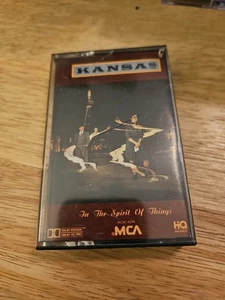 KANSAS
In The Spirit Of Things
MCA
HQ